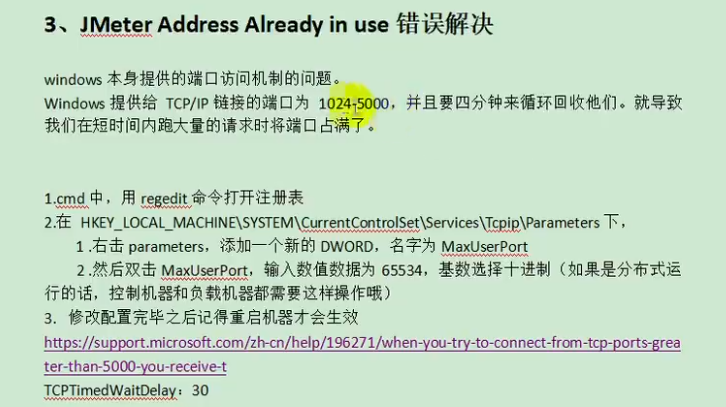 3、JMeter Address Already in use 错误解决
windows 本身提供的端口访问机制的问题。
Windows 提供给 TCP/IP 链接的端口为 1024-5000，并且要四分钟来循环回收他们。就导致
我们在短时间内跑大量的请求时将端口占满了。
1.cmd 中，用 regedit 命令打开注册表
2.在 HKEY_LOCAL_MACHINE\SYSTEM\CurrentControlSet\Services\Tcpip\Parameters 下，
1 .右击 parameters，添加一个新的 DWORD，名字为 MaxUserPort
2 .然后双击 MaxUserPort，输入数值数据为 65534，基数选择十进制（如果是分布式运
行的话，控制机器和负载机器都需要这样操作哦）
3. 修改配置完毕之后记得重启机器才会生效
https://support.microsoft.com/zh-cn/help/196271/when-you-try-to-connect-from-tcp-ports-grea
ter-than-5000-you-receive-t
TCPTimedWaitDelay：30